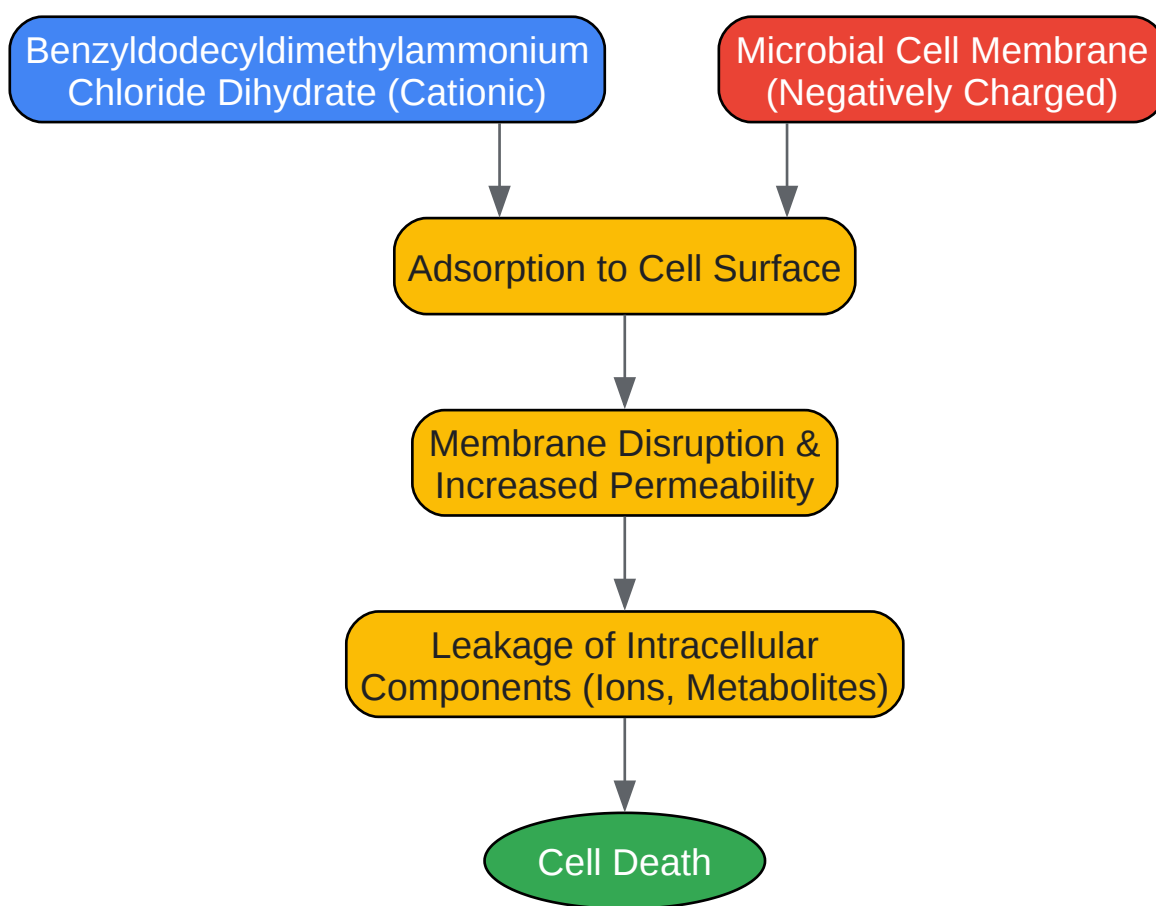 Benzyldodecyldimethylammonium
Chloride Dihydrate (Cationic)
Microbial Cell Membrane
(Negatively Charged)
Adsorption to Cell Surface
Membrane Disruption &
Increased Permeability
Leakage of Intracellular
Components (Ions, Metabolites)
Cell Death